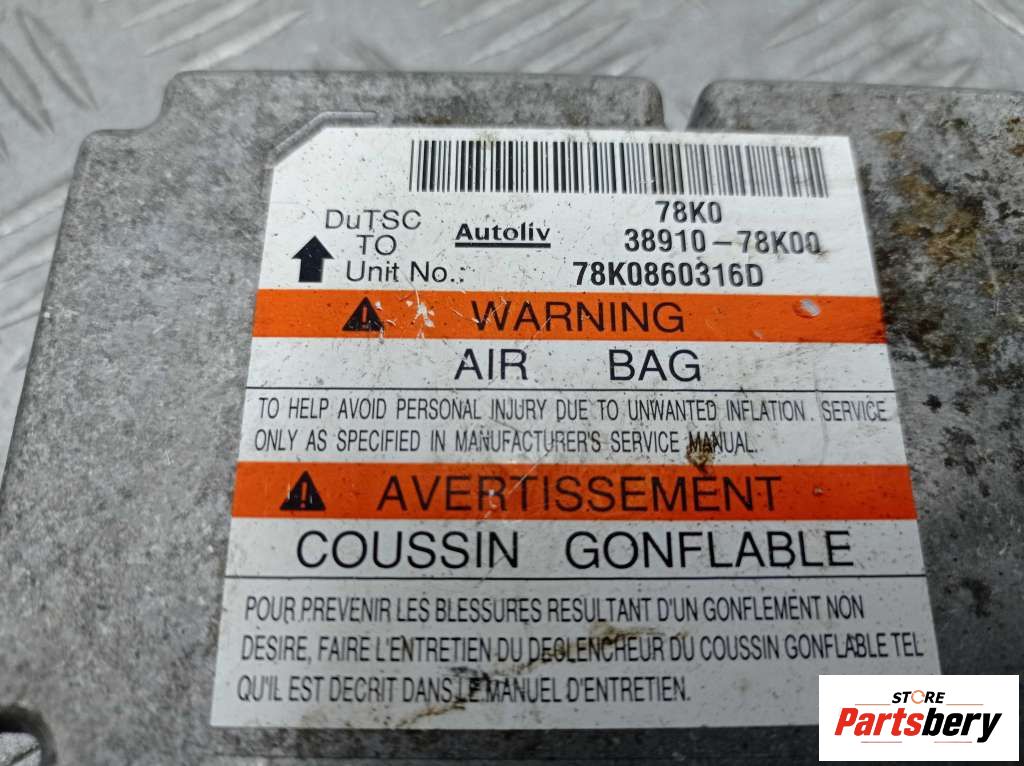 78K0
DuTSC
TO
Autoliv
38910-78K00
Unit No.:
78K0860316D
WARNING
AIR BAG
TO HELP AVOID PERSONAL INJURY DUE TO UNWANTED INFLATION. SERVICE
ONLY AS SPECIFIED IN MANUFACTURER'S SERVICE MANUAL.
AVERTISSEMENT
COUSSIN GONFLABLE
POUR PREVENIR LES BLESSURES RESULTANT D'UN GONFLEMENT NON
DESIRE, FAIRE L'ENTRETIEN DU DEGLENCHEUR DU COUSSIN GONFLABLE TEL
QU'IL EST DECRIT DANS LE MANUEL D'ENTRETIEN.
STORE
Partsbery